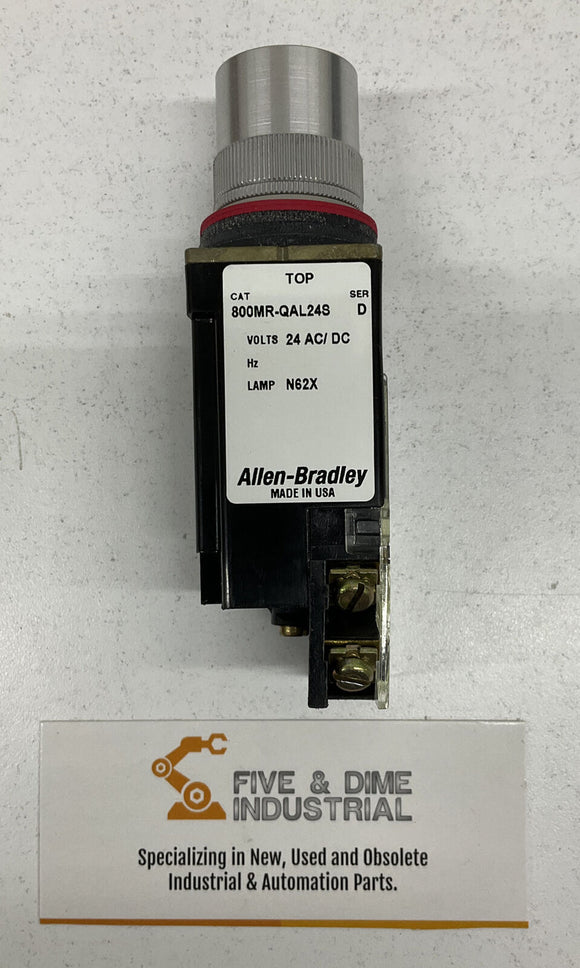 TOP
CAT SER
800MR-QAL24S D
VOLTS 24 AC/ DC
Hz
LAMP N62X
Allen-Bradley
MADE IN USA
FIVE & DIME
INDUSTRIAL
Specializing in New, Used and Obsolete
Industrial & Automation Parts.